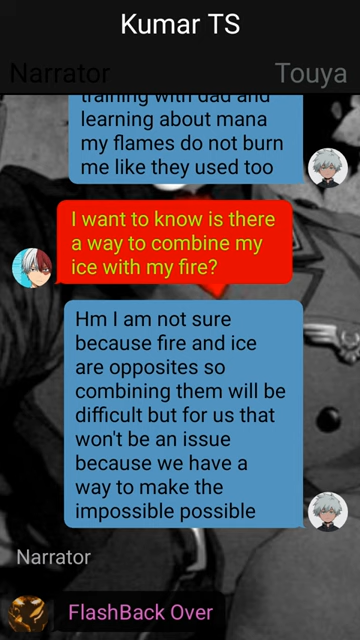 Kumar TS
Narrator
Touya
training with dad and
learning about mana
my flames do not burn
me like they used too
I want to know is there
a way to combine my
ice with my fire?
Hm I am not sure
because fire and ice
are opposites so
combining them will be
difficult but for us that
won't be an issue
because we have a
way to make the
impossible possible
Narrator
FlashBack Over